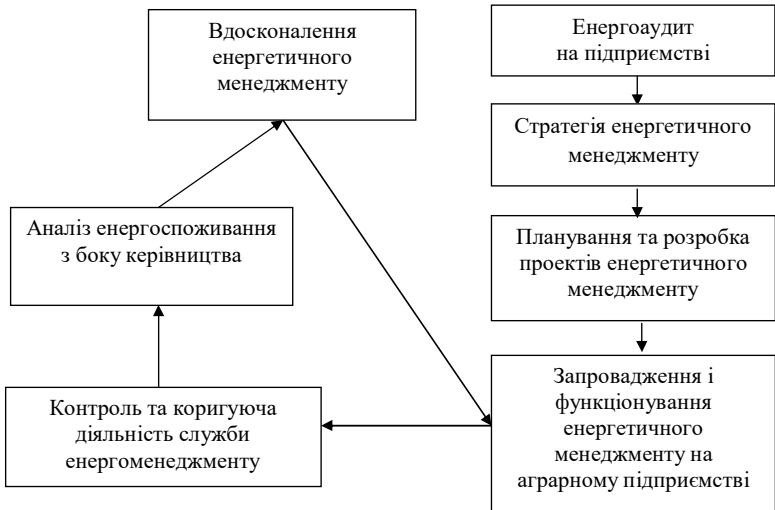 Вдосконалення
енергетичного
менеджменту
Енергоаудит
на підприємстві
Стратегія енергетичного
менеджменту
Аналіз енергоспоживання
з боку керівництва
Планування та розробка
проектів енергетичного
менеджменту
Контроль та коригуюча
діяльність служби
енергоменеджменту
Запровадження і
функціонування
енергетичного
менеджменту на
аграрному підприємстві